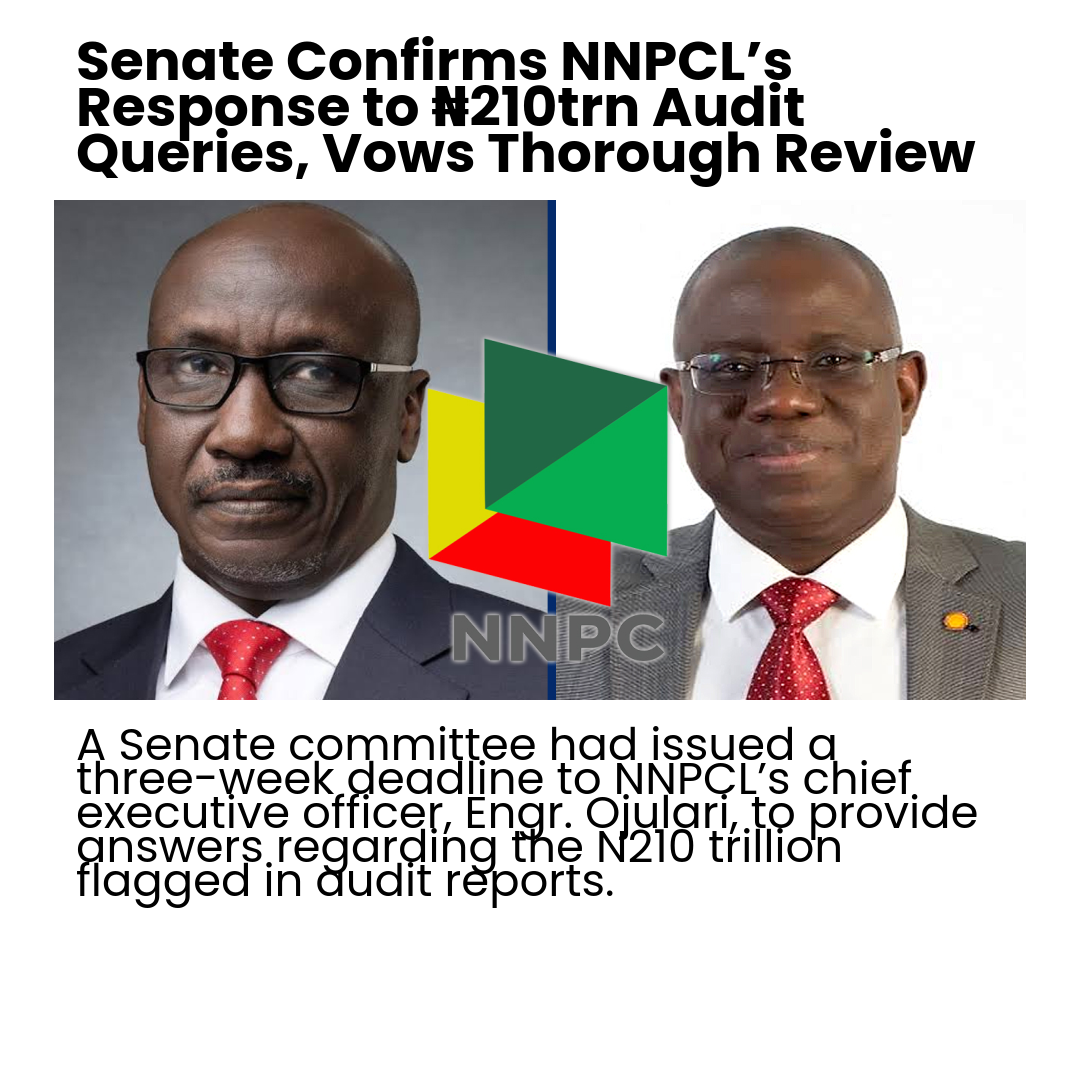 Senate Confirms NNPCL’s
Response to ₦210trn Audit
Queries, Vows Thorough Review
NNPC
A Senate committee had issued a
three-week deadline to NNPCL’s chief
executive officer, Engr. Ojulari, to provide
answers regarding the N210 trillion
flagged in audit reports.